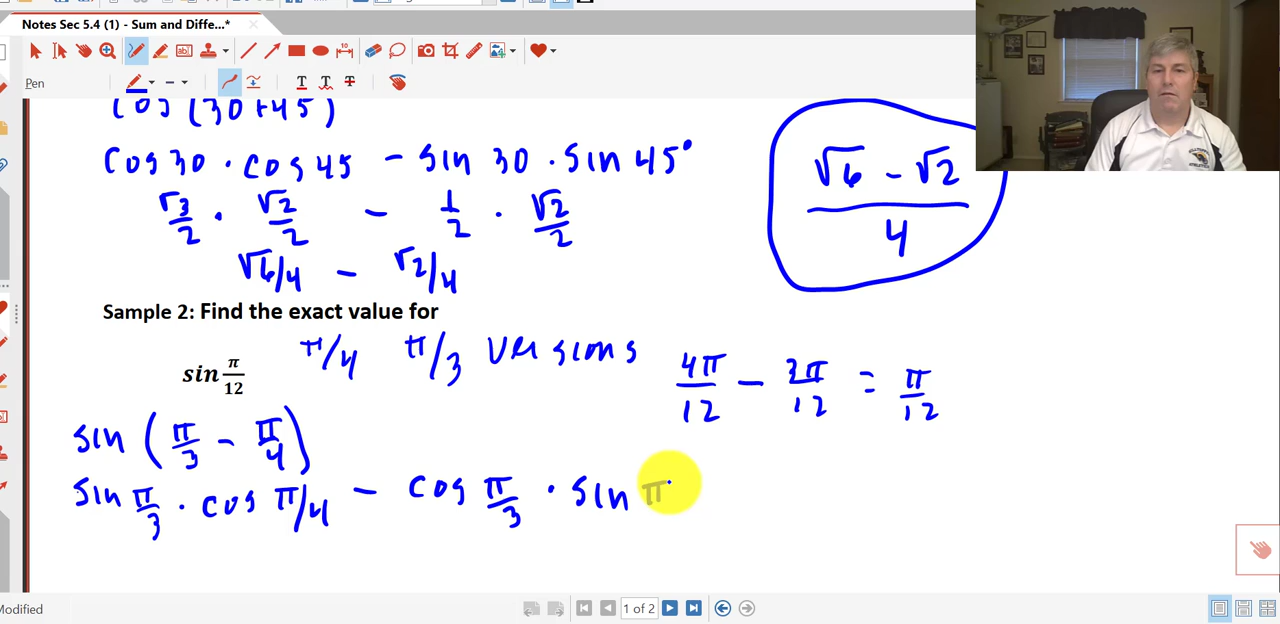 Notes Sec 5.4 (1) - Sum and Diffe...*
Pen
cos (30+45)
cos 30 · cos 45 - sin 30 · sin 45°
√3/2 · √2/2 - 1/2 · √2/2
√6/4 - √2/4
√6 - √2
4
Sample 2: Find the exact value for
sin π/12
π/4 π/3 versions
4π/12 - 3π/12 = π/12
sin (π/3 - π/4)
sin π/3 · cos π/4 - cos π/3 · sin π
Modified
1 of 2